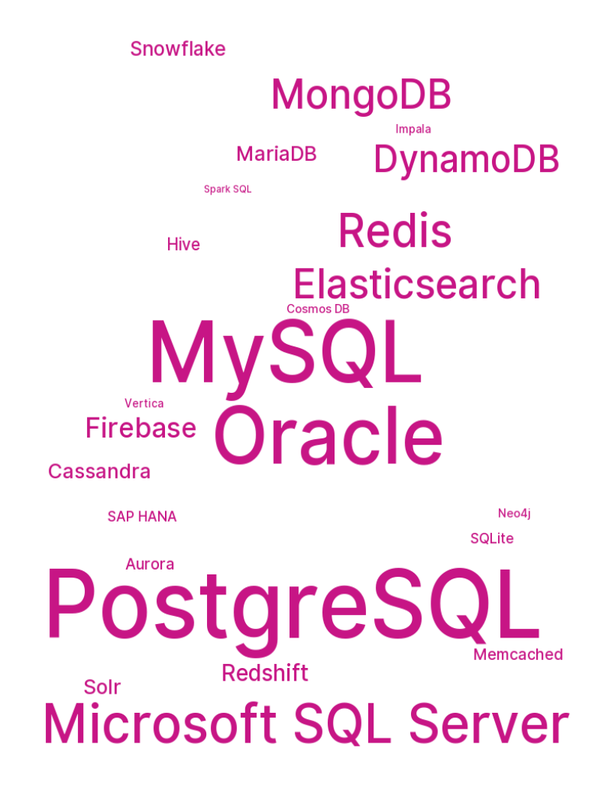 Snowflake
MongoDB
Impala
MariaDB
DynamoDB
Spark SQL
Redis
Hive
Elasticsearch
Cosmos DB
MySQL
Vertica
Firebase
Oracle
Cassandra
SAP HANA
Neo4j
SQLite
Aurora
PostgreSQL
Memcached
Redshift
Solr
Microsoft SQL Server